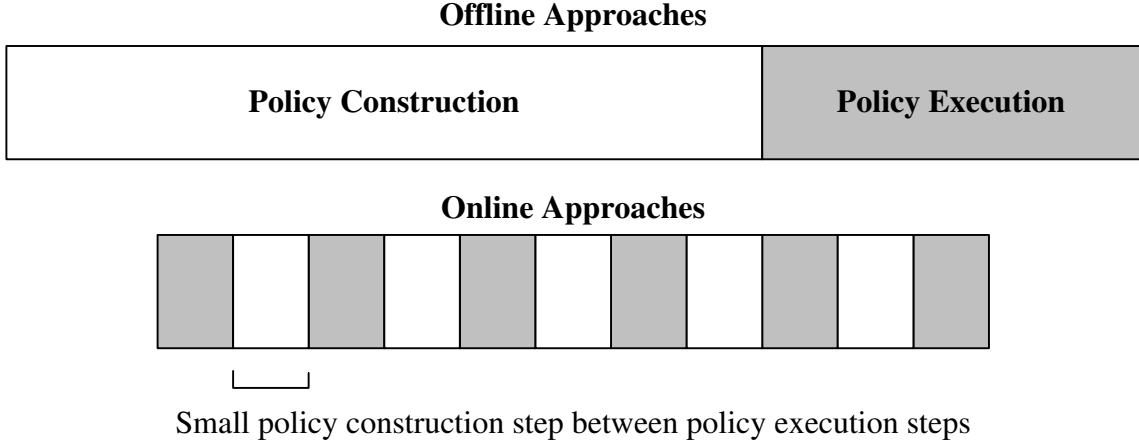 Offline Approaches
Policy Construction
Policy Execution
Online Approaches
Small policy construction step between policy execution steps